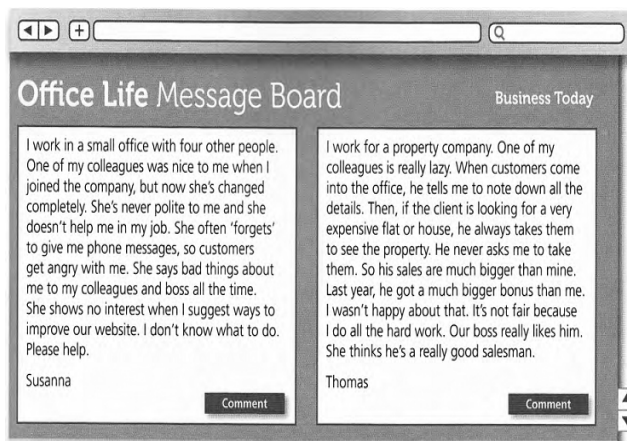 Office Life Message Board
Business Today
I work in a small office with four other people.
One of my colleagues was nice to me when I
joined the company, but now she's changed
completely. She's never polite to me and she
doesn't help me in my job. She often 'forgets'
to give me phone messages, so customers
get angry with me. She says bad things about
me to my colleagues and boss all the time.
She shows no interest when I suggest ways to
improve our website. I don't know what to do.
Please help.
Susanna
Comment
I work for a property company. One of my
colleagues is really lazy. When customers come
into the office, he tells me to note down all the
details. Then, if the client is looking for a very
expensive flat or house, he always takes them
to see the property. He never asks me to take
them. So his sales are much bigger than mine.
Last year, he got a much bigger bonus than me.
I wasn't happy about that. It's not fair because
I do all the hard work. Our boss really likes him.
She thinks he's a really good salesman.
Thomas
Comment